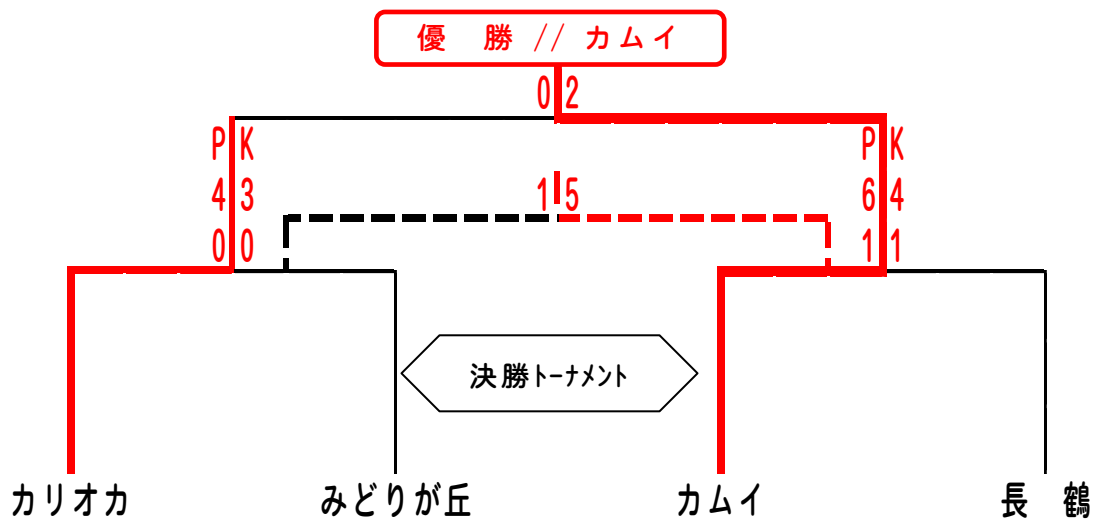 優　勝 // カムイ
0 2
P K P K
4 3 1 5 6 4
0 0 1 1
決勝トーナメント
カリオカ みどりが丘 カムイ 長　鶴